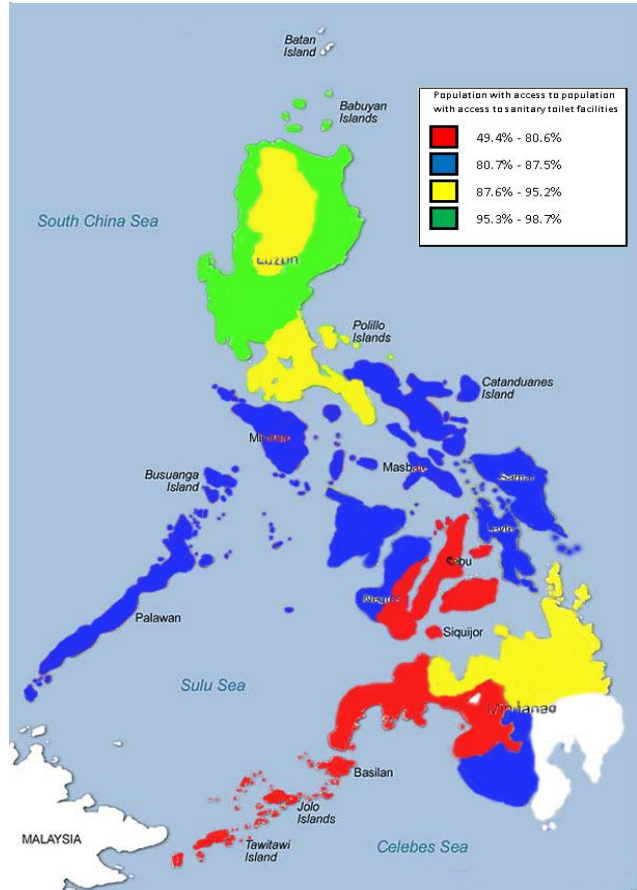 Batan
Island
Babuyan
Islands
Population with access to population
with access to sanitary toilet facilities
49.4% - 80.6%
80.7% - 87.5%
87.6% - 95.2%
95.3% - 98.7%
South China Sea
Luzon
Polillo
Islands
Catanduanes
Island
Mindoro
Masbate
Busuanga
Island
Samar
Leyte
Cebu
Negros
Palawan
Siquijor
Sulu Sea
Mindanao
Basilan
Jolo
Islands
MALAYSIA
Tawitawi
Island
Celebes Sea